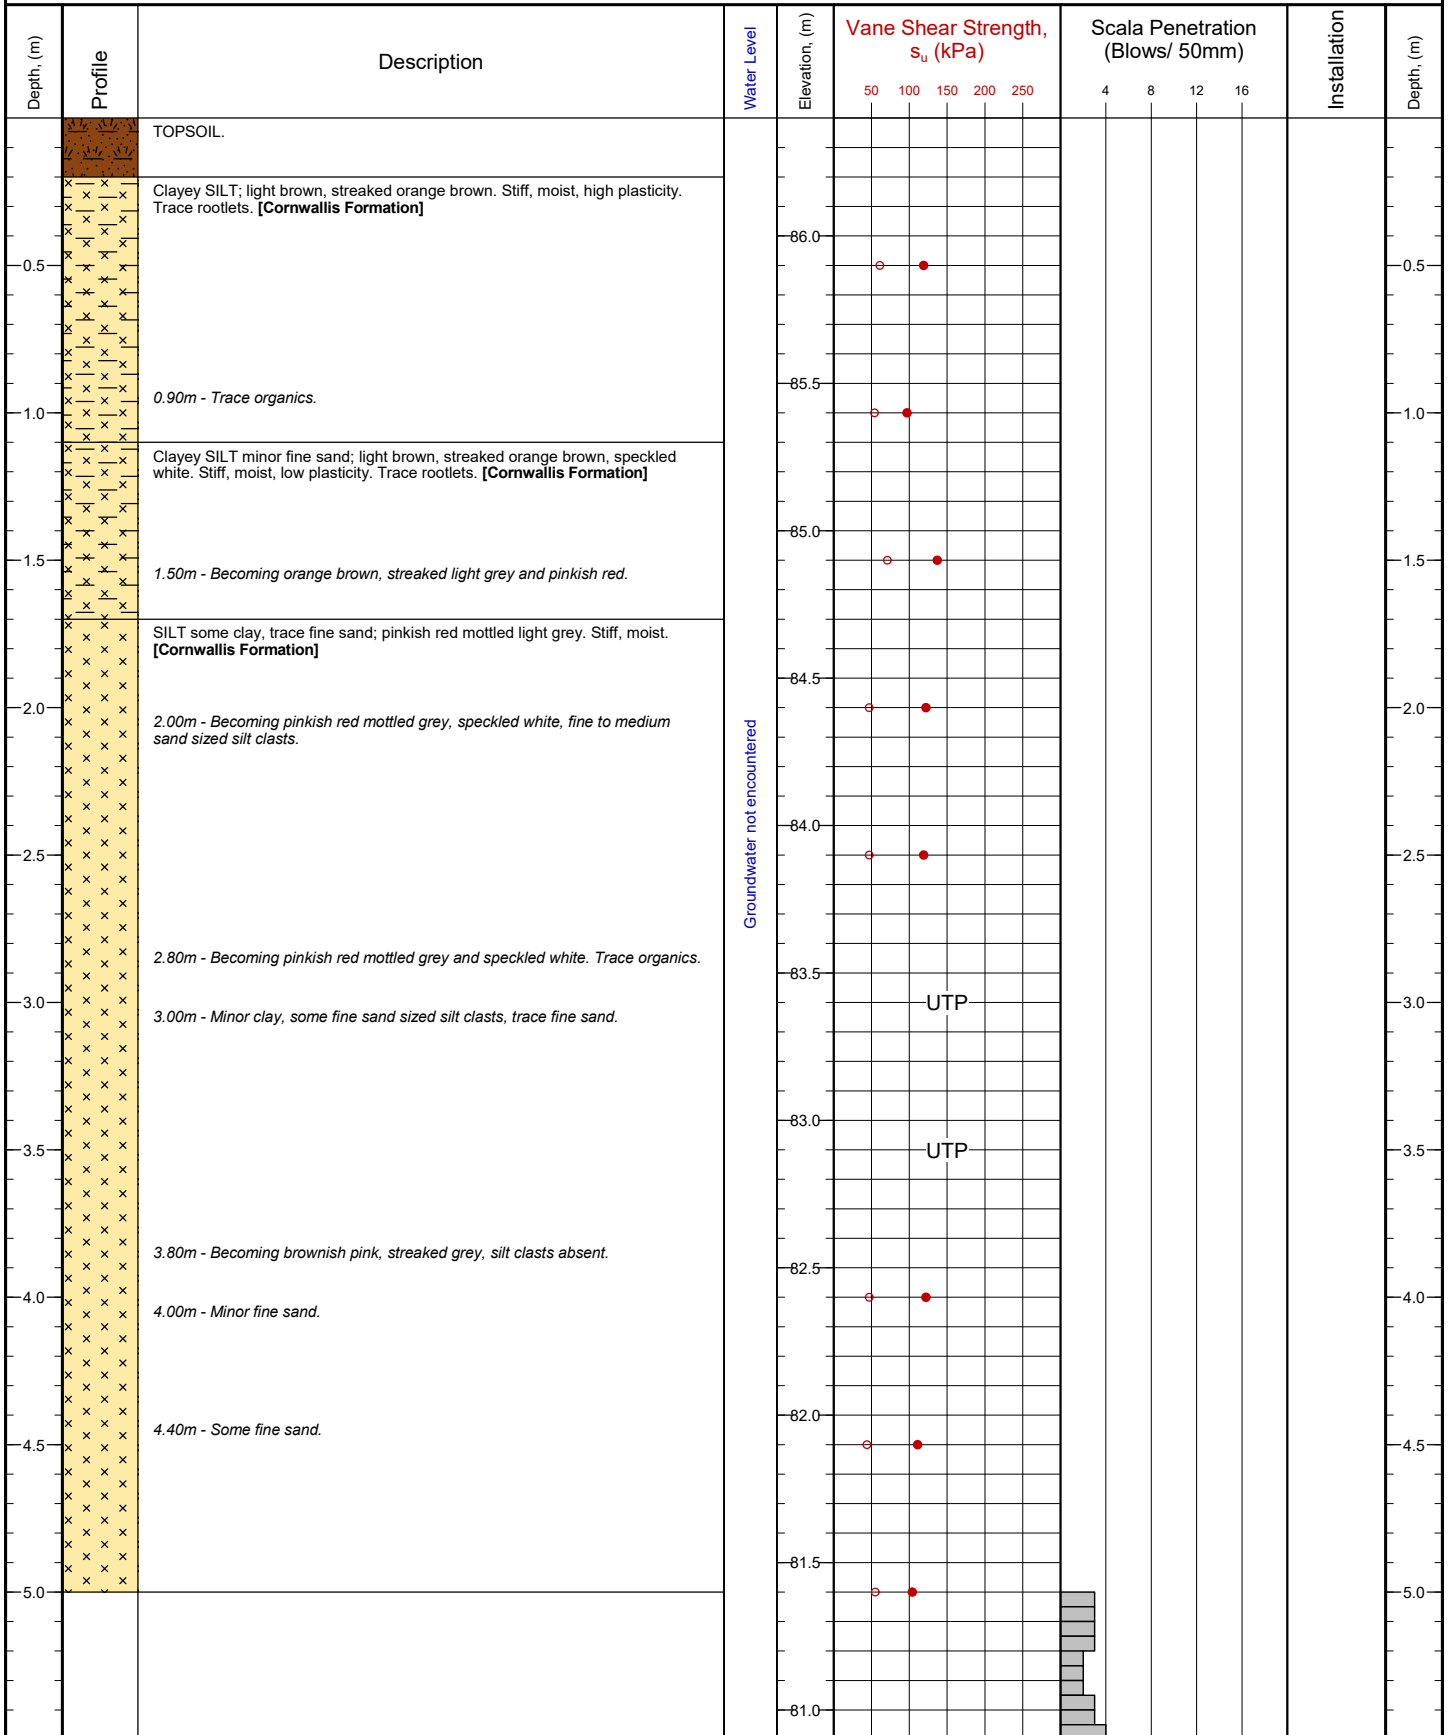 Depth, (m)
Profile
Description
Water Level
Elevation, (m)
Vane Shear Strength,
su (kPa)
50 100 150 200 250
Scala Penetration
(Blows/ 50mm)
4 8 12 16
Installation
Depth, (m)
TOPSOIL.
Clayey SILT; light brown, streaked orange brown. Stiff, moist, high plasticity.
Trace rootlets. [Cornwallis Formation]
86.0
0.5 0.5
0.90m - Trace organics.
85.5
1.0 1.0
Clayey SILT minor fine sand; light brown, streaked orange brown, speckled
white. Stiff, moist, low plasticity. Trace rootlets. [Cornwallis Formation]
85.0
1.5 1.5
1.50m - Becoming orange brown, streaked light grey and pinkish red.
SILT some clay, trace fine sand; pinkish red mottled light grey. Stiff, moist.
[Cornwallis Formation]
84.5
2.0 2.0
2.00m - Becoming pinkish red mottled grey, speckled white, fine to medium
sand sized silt clasts.
Groundwater not encountered
84.0
2.5 2.5
2.80m - Becoming pinkish red mottled grey and speckled white. Trace organics.
83.5
3.0 UTP 3.0
3.00m - Minor clay, some fine sand sized silt clasts, trace fine sand.
83.0
3.5 UTP 3.5
3.80m - Becoming brownish pink, streaked grey, silt clasts absent.
82.5
4.0 4.0
4.00m - Minor fine sand.
82.0
4.40m - Some fine sand.
4.5 4.5
81.5
5.0 5.0
81.0